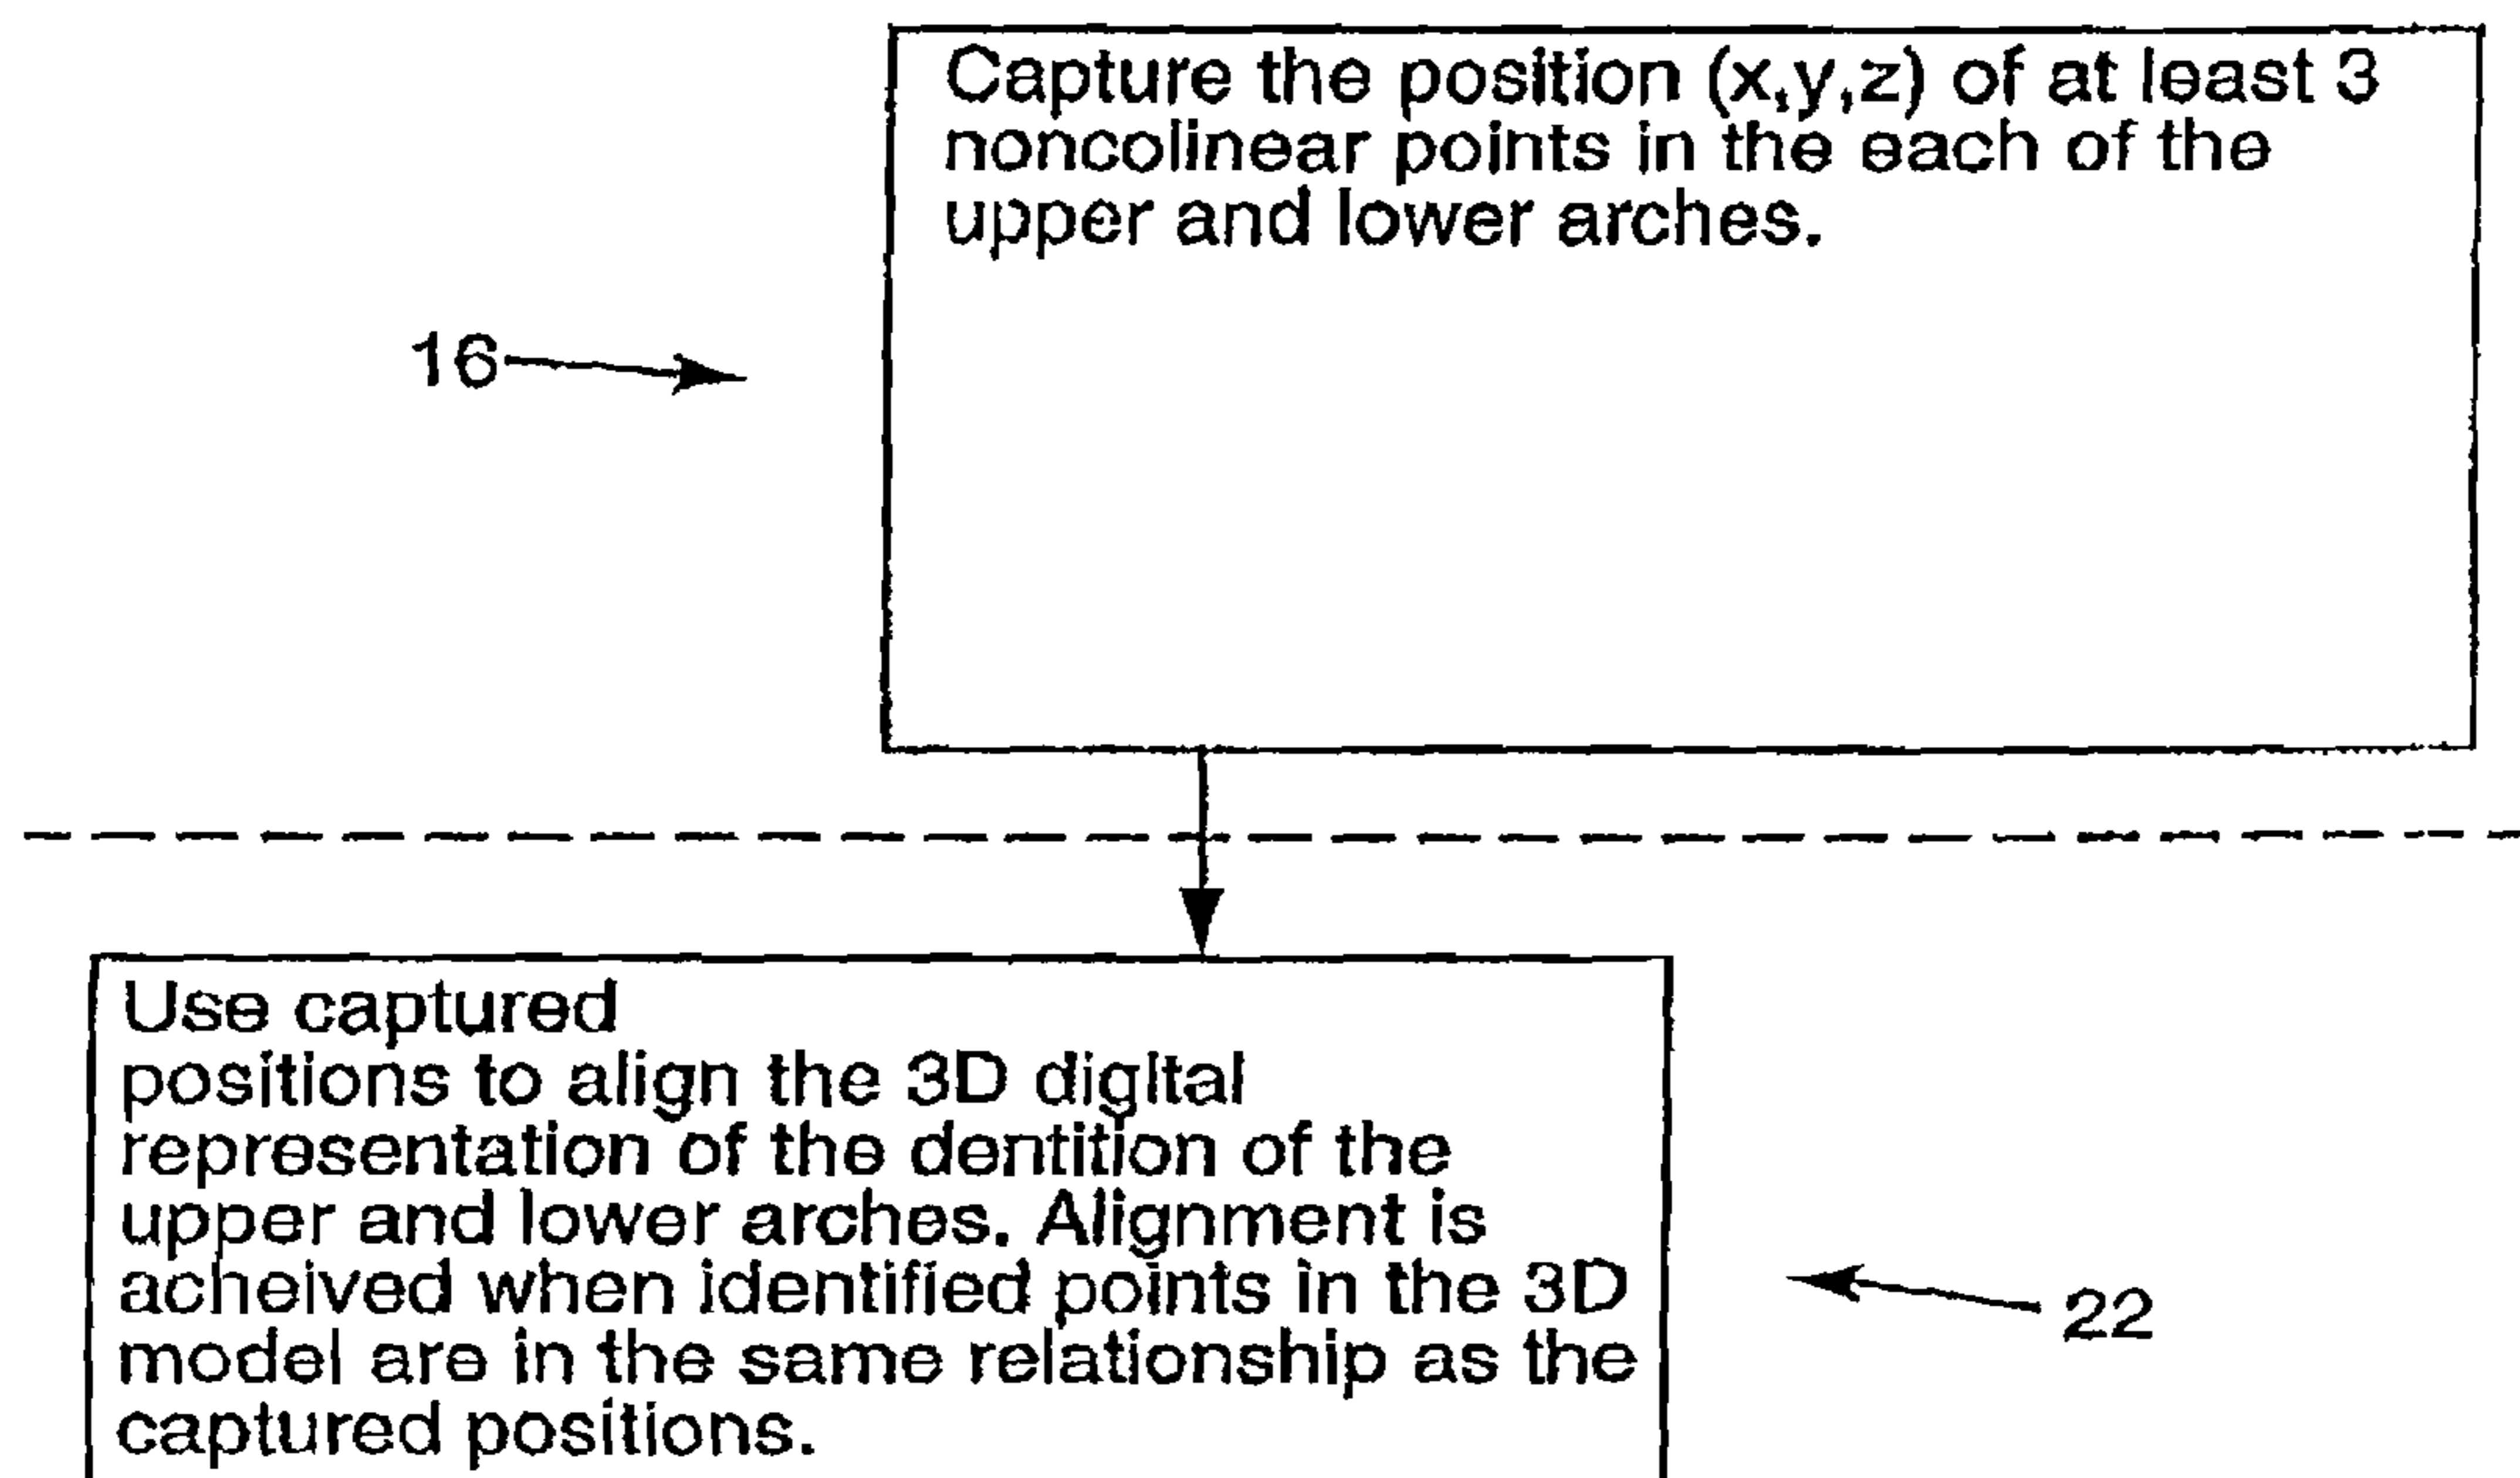 Capture the position (x,y,z) of at least 3
noncolinear points in the each of the
upper and lower arches.
16
Use captured
positions to align the 3D digital
representation of the dentition of the
upper and lower arches. Alignment is
acheived when identified points in the 3D
model are in the same relationship as the
captured positions.
22